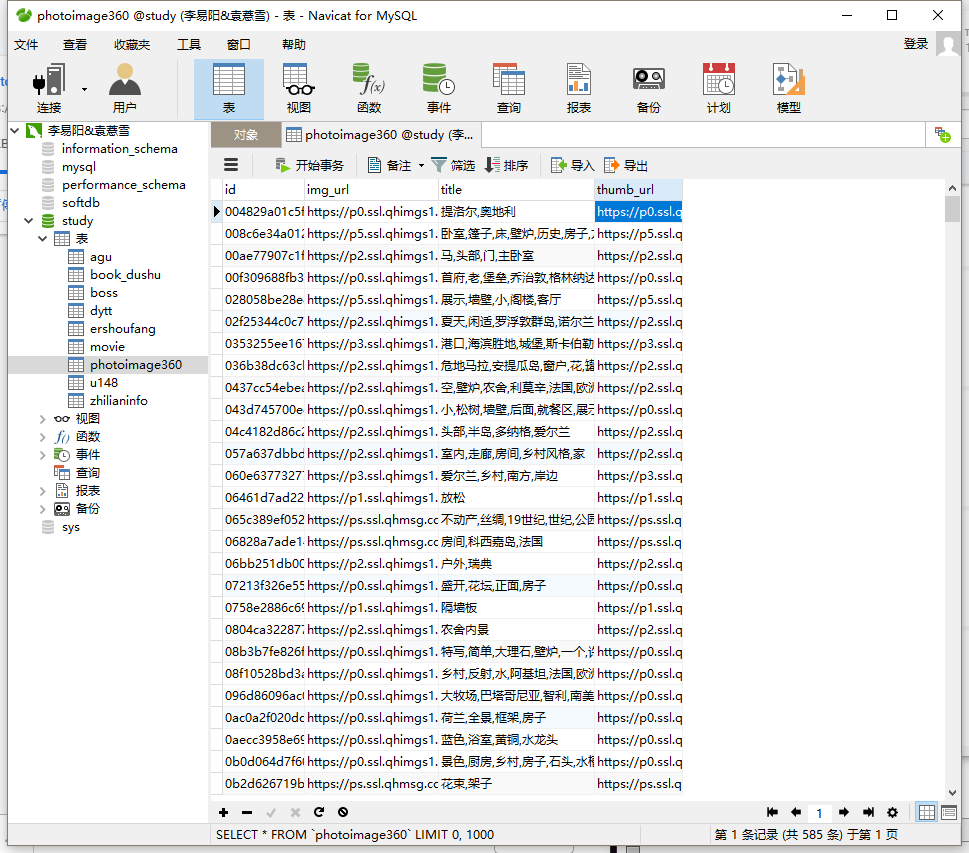 photoimage360 @study (李易阳&袁薏雪) - 表 - Navicat for MySQL
文件 查看 收藏夹 工具 窗口 帮助 登录
连接 用户 表 视图 函数 事件 查询 报表 备份 计划 模型
李易阳&袁薏雪
information_schema
mysql
performance_schema
softdb
study
表
agu
book_dushu
boss
dytt
ershoufang
movie
photoimage360
u148
zhilianinfo
视图
函数
事件
查询
报表
备份
sys
对象 photoimage360 @study (李...
开始事务 备注 筛选 排序 导入 导出
id img_url title thumb_url
004829a01c5f https://p0.ssl.qhimgs1. 提洛尔,奥地利 https://p0.ssl.q
008c6e34a012 https://p5.ssl.qhimgs1. 卧室,篷子,床,壁炉,历史,房子, https://p5.ssl.q
00ae77907c1f https://p2.ssl.qhimgs1. 马,头部,门,主卧室 https://p2.ssl.q
00f309688fb3 https://p0.ssl.qhimgs1. 首府,老,堡垒,乔治敦,格林纳达 https://p0.ssl.q
028058be28e https://p5.ssl.qhimgs1. 展示,墙壁,小,阁楼,客厅 https://p5.ssl.q
02f25344c0c7 https://p2.ssl.qhimgs1. 夏天,闲适,罗浮敦群岛,诺尔兰 https://p2.ssl.q
0353255ee167 https://p3.ssl.qhimgs1. 港口,海滨胜地,城堡,斯卡伯勒 https://p3.ssl.q
036b38dc63cl https://p2.ssl.qhimgs1. 危地马拉,安提瓜岛,窗户,花,篮 https://p2.ssl.q
0437cc54ebea https://p2.ssl.qhimgs1. 空,壁炉,农舍,利莫辛,法国,欧洲 https://p2.ssl.q
043d745700e https://p0.ssl.qhimgs1. 小,松树,墙壁,后面,就餐区,展示 https://p0.ssl.q
04c4182d86c2 https://p2.ssl.qhimgs1. 头部,半岛,多纳格,爱尔兰 https://p2.ssl.q
057a637dbbd https://p2.ssl.qhimgs1. 室内,走廊,房间,乡村风格,家 https://p2.ssl.q
060e63773277 https://p3.ssl.qhimgs1. 爱尔兰,乡村,南方,岸边 https://p3.ssl.q
06461d7ad22 https://p1.ssl.qhimgs1. 放松 https://p1.ssl.q
065c389ef052 https://ps.ssl.qhmsg.cc 不动产,丝绸,19世纪,世纪,公园 https://ps.ssl.q
06828a7ade1 https://ps.ssl.qhmsg.cc 房间,科西嘉岛,法国 https://ps.ssl.q
06bb251db00 https://p2.ssl.qhimgs1. 户外,瑞典 https://p2.ssl.q
07213f326e55 https://p0.ssl.qhimgs1. 盛开,花坛,正面,房子 https://p0.ssl.q
0758e2886c69 https://p1.ssl.qhimgs1. 隔墙板 https://p1.ssl.q
0804ca322877 https://p2.ssl.qhimgs1. 农舍内景 https://p2.ssl.q
08b3b7fe826f https://p0.ssl.qhimgs1. 特写,简单,大理石,壁炉,一个, https://p0.ssl.q
08f10528bd3a https://p0.ssl.qhimgs1. 乡村,反射,水,阿基坦,法国,欧洲 https://p0.ssl.q
096d86096ac https://p0.ssl.qhimgs1. 大牧场,巴塔哥尼亚,智利,南美 https://p0.ssl.q
0ac0a2f020dc https://p0.ssl.qhimgs1. 荷兰,全景,框架,房子 https://p0.ssl.q
0aecc3958e69 https://p0.ssl.qhimgs1. 蓝色,浴室,黄铜,水龙头 https://p0.ssl.q
0b0d064d7f6 https://p0.ssl.qhimgs1. 景色,厨房,乡村,房子,石头,水槽 https://p0.ssl.q
0b2d626719b https://ps.ssl.qhmsg.cc 花束,架子 https://ps.ssl.q
1
SELECT * FROM `photoimage360` LIMIT 0, 1000 第 1 条记录 (共 585 条) 于第 1 页